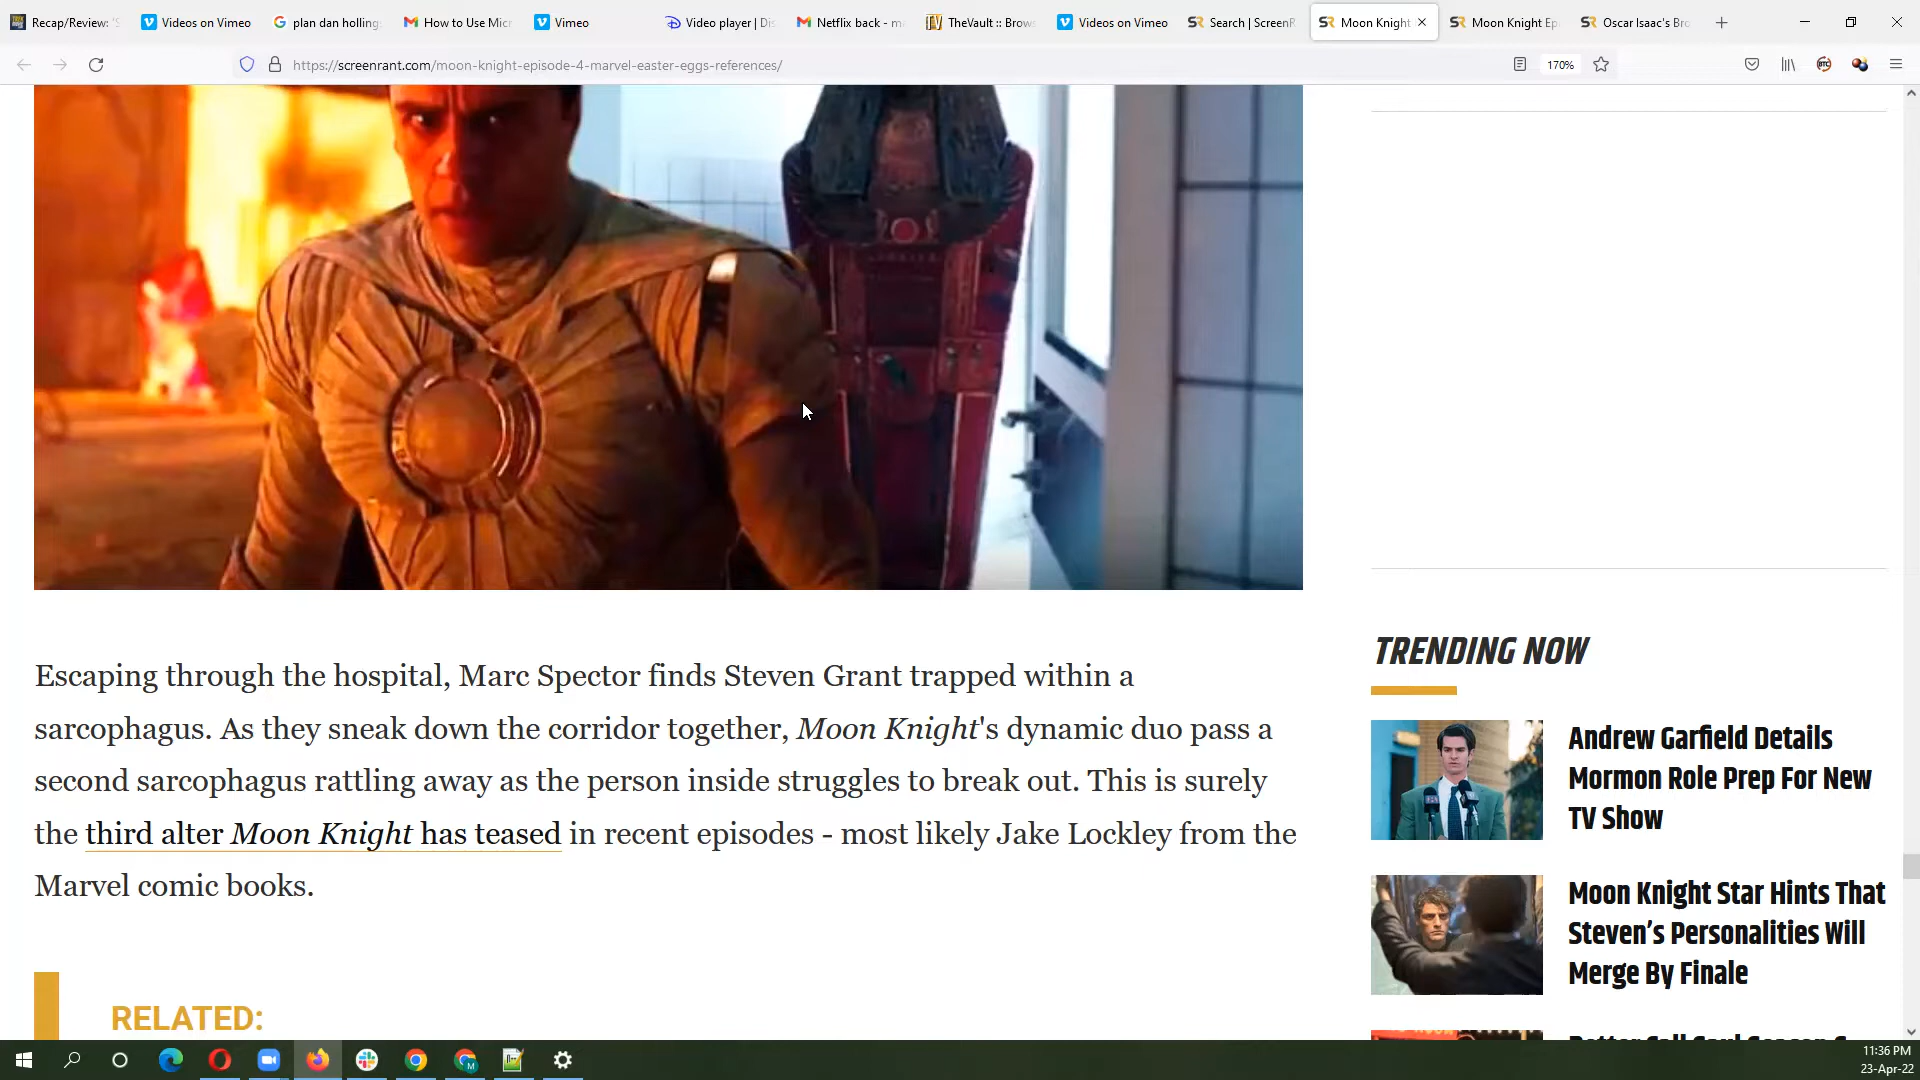 Recap/Review: 'S
Videos on Vimeo
plan dan holling
How to Use Micr
Vimeo
Video player | Dis
Netflix back - m
TheVault :: Brow
Videos on Vimeo
Search | ScreenR
Moon Knight
Moon Knight Ep
Oscar Isaac's Bro
https://screenrant.com/moon-knight-episode-4-marvel-easter-eggs-references/
170%
Escaping through the hospital, Marc Spector finds Steven Grant trapped within a
sarcophagus. As they sneak down the corridor together, Moon Knight's dynamic duo pass a
second sarcophagus rattling away as the person inside struggles to break out. This is surely
the third alter Moon Knight has teased in recent episodes - most likely Jake Lockley from the
Marvel comic books.
RELATED:
TRENDING NOW
Andrew Garfield Details
Mormon Role Prep For New
TV Show
Moon Knight Star Hints That
Steven's Personalities Will
Merge By Finale
11:36 PM
23-Apr-22